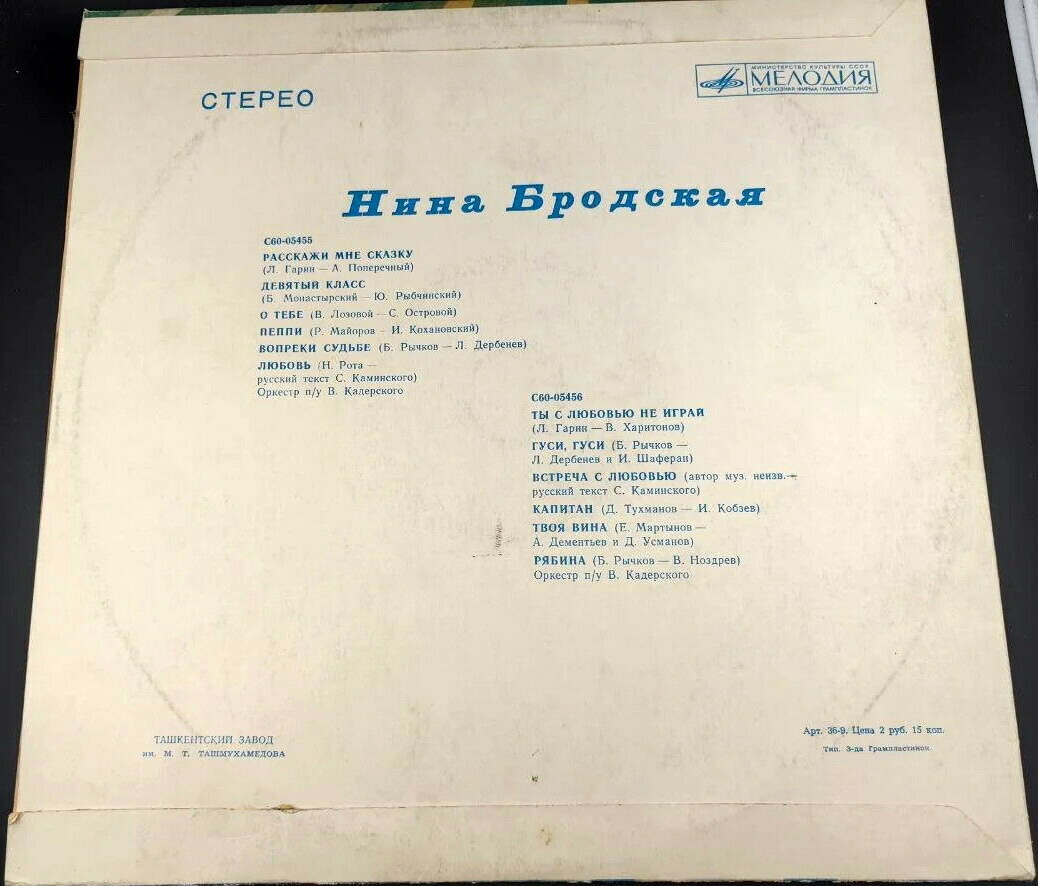 СТЕРЕО
МИНИСТЕРСТВО КУЛЬТУРЫ СССР
МЕЛОДИЯ
ВСЕСОЮЗНАЯ ФИРМА ГРАМПЛАСТИНОК
Нина Бродская
С60-05455
РАССКАЖИ МНЕ СКАЗКУ
(Л. Гарин — А. Поперечный)
ДЕВЯТЫЙ КЛАСС
(Б. Монастырский — Ю. Рыбчинский)
О ТЕБЕ (В. Лозовой — С. Островой)
ПЕППИ (Р. Майоров — И. Кохановский)
ВОПРЕКИ СУДЬБЕ (Б. Рычков — Л. Дербенев)
ЛЮБОВЬ (Н. Рота —
русский текст С. Каминского)
Оркестр п/у В. Кадерского
С60-05456
ТЫ С ЛЮБОВЬЮ НЕ ИГРАЙ
(Л. Гарин — В. Харитонов)
ГУСИ, ГУСИ (Б. Рычков —
Л. Дербенев и И. Шаферан)
ВСТРЕЧА С ЛЮБОВЬЮ (автор муз. неизв.—
русский текст С. Каминского)
КАПИТАН (Д. Тухманов — И. Кобзев)
ТВОЯ ВИНА (Е. Мартынов —
А. Дементьев и Д. Усманов)
РЯБИНА (Б. Рычков — В. Ноздрев)
Оркестр п/у В. Кадерского
ТАШКЕНТСКИЙ ЗАВОД
им. М. Т. ТАШМУХАМЕДОВА
Арт. 36-9. Цена 2 руб. 15 коп.
Тип. З-да Грампластинок.